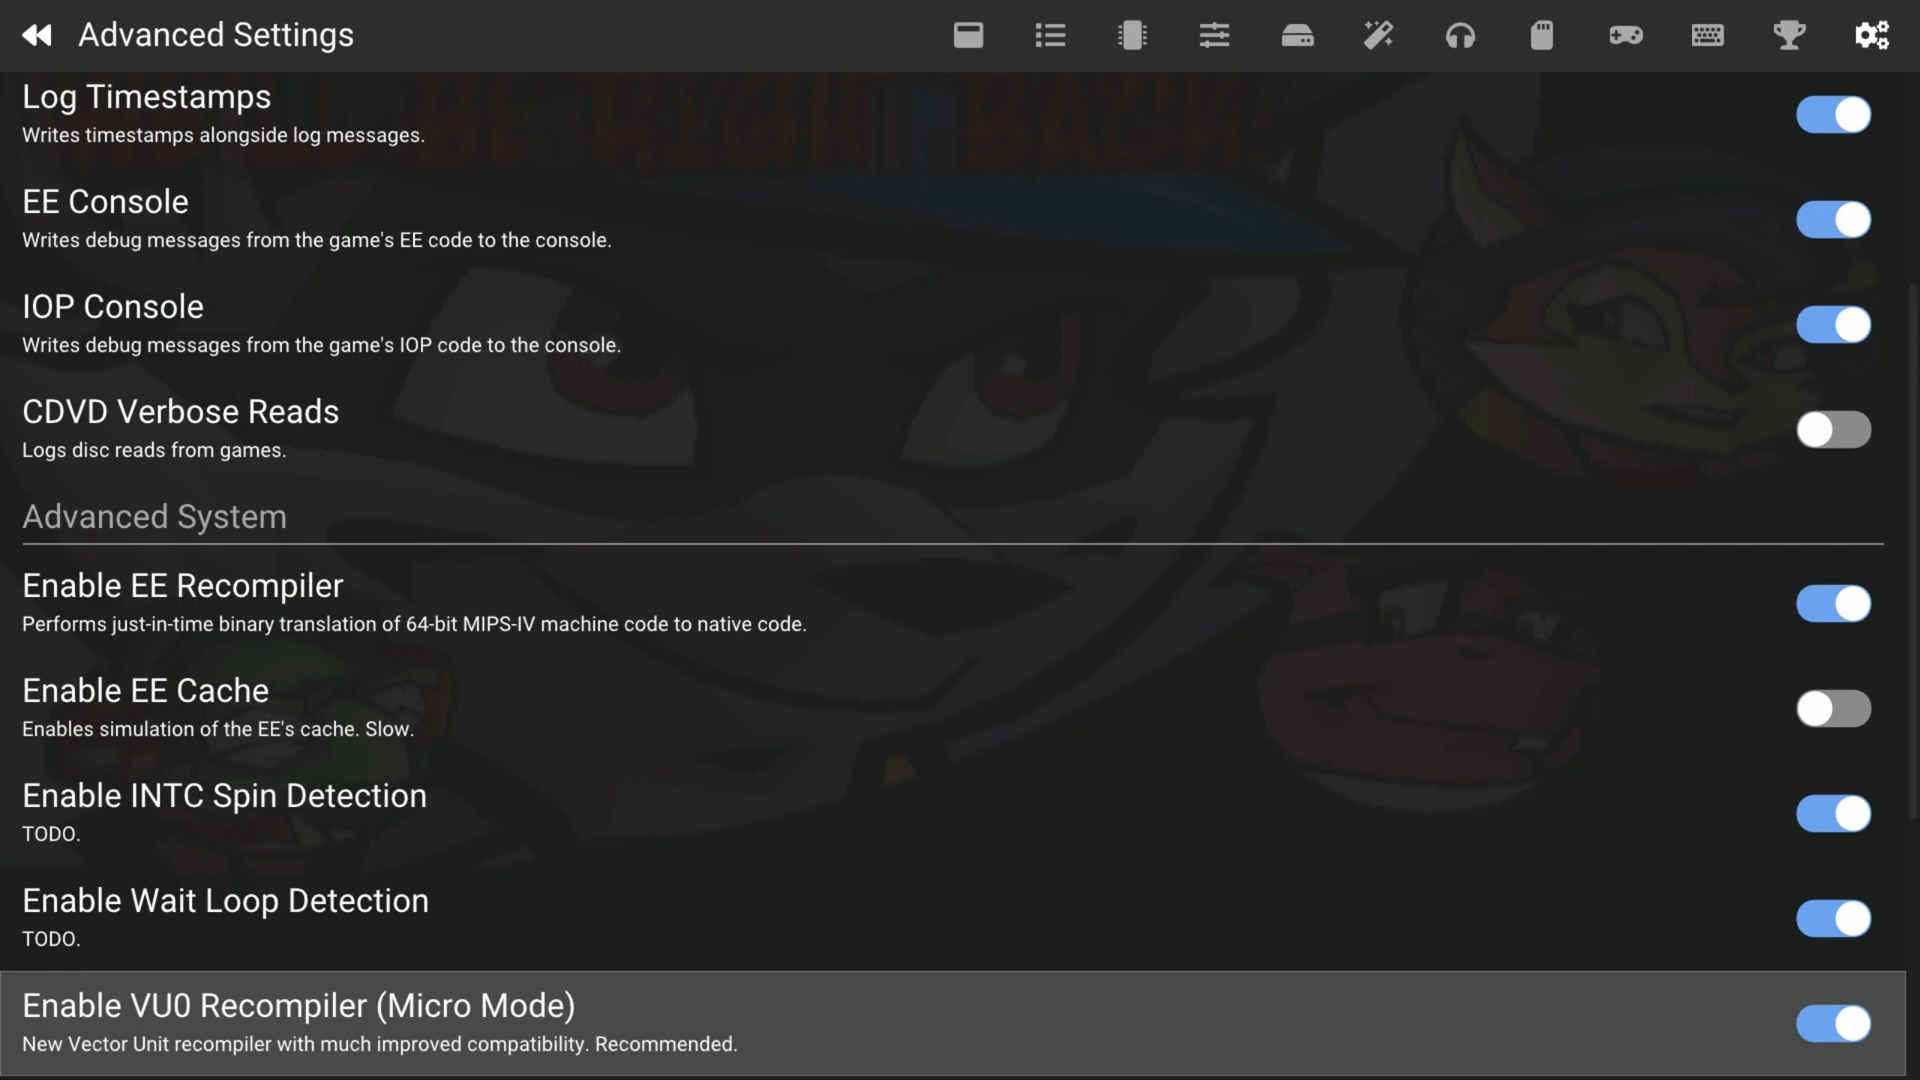 Advanced Settings
BE RIGHT BACK!
Log Timestamps
Writes timestamps alongside log messages.
EE Console
Writes debug messages from the game's EE code to the console.
IOP Console
Writes debug messages from the game's IOP code to the console.
CDVD Verbose Reads
Logs disc reads from games.
Advanced System
Enable EE Recompiler
Performs just-in-time binary translation of 64-bit MIPS-IV machine code to native code.
Enable EE Cache
Enables simulation of the EE's cache. Slow.
Enable INTC Spin Detection
TODO.
Enable Wait Loop Detection
TODO.
Enable VU0 Recompiler (Micro Mode)
New Vector Unit recompiler with much improved compatibility. Recommended.